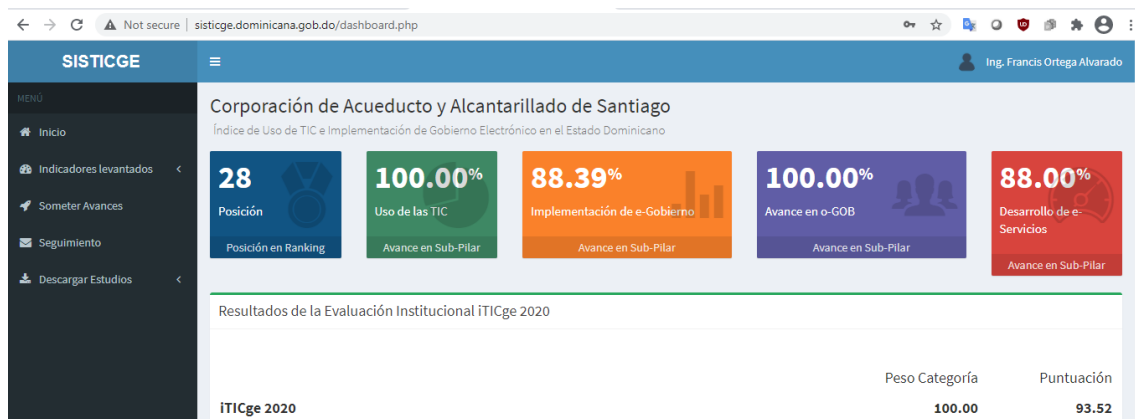 Not secure | sisticge.dominicana.gob.do/dashboard.php
SISTICGE
Ing. Francis Ortega Alvarado
MENÚ
Inicio
Indicadores levantados
Someter Avances
Seguimiento
Descargar Estudios
Corporación de Acueducto y Alcantarillado de Santiago
Índice de Uso de TIC e Implementación de Gobierno Electrónico en el Estado Dominicano
28
Posición
Posición en Ranking
100.00%
Uso de las TIC
Avance en Sub-Pilar
88.39%
Implementación de e-Gobierno
Avance en Sub-Pilar
100.00%
Avance en o-GOB
Avance en Sub-Pilar
88.00%
Desarrollo de e-
Servicios
Avance en Sub-Pilar
Resultados de la Evaluación Institucional iTICge 2020
Peso Categoría Puntuación
iTICge 2020 100.00 93.52